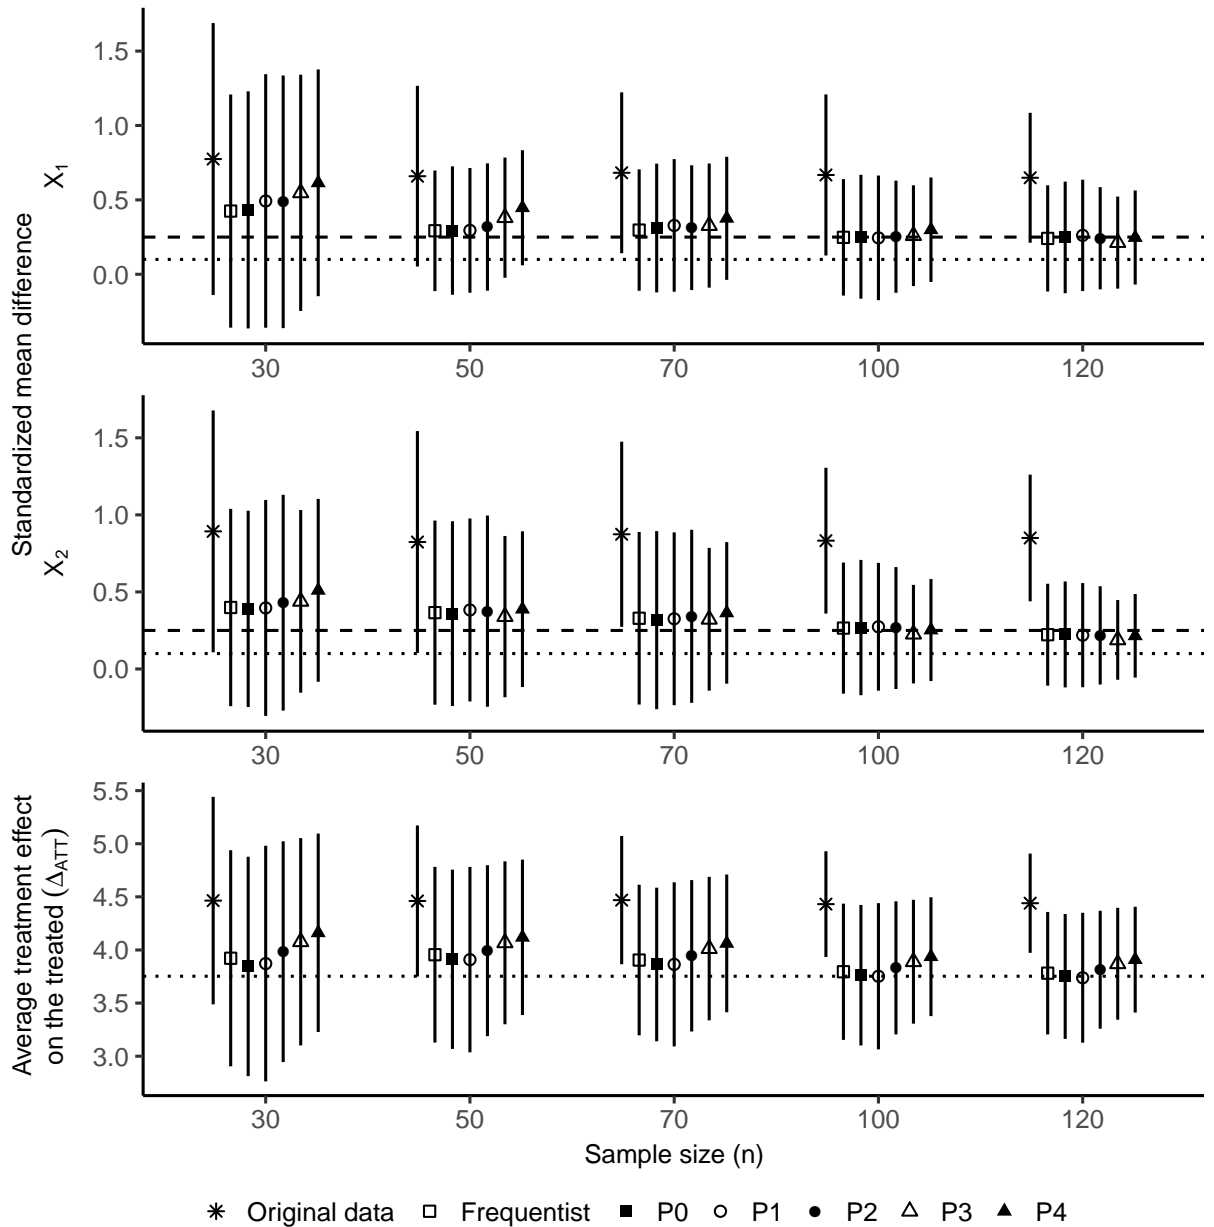 1.5
1.0
0.5
0.0
X1
30 50 70 100 120
Standardized mean difference
1.5
1.0
0.5
0.0
X2
30 50 70 100 120
5.5
5.0
4.5
4.0
3.5
3.0
Average treatment effect
on the treated (ΔATT)
30 50 70 100 120
Sample size (n)
Original data Frequentist P0 P1 P2 P3 P4